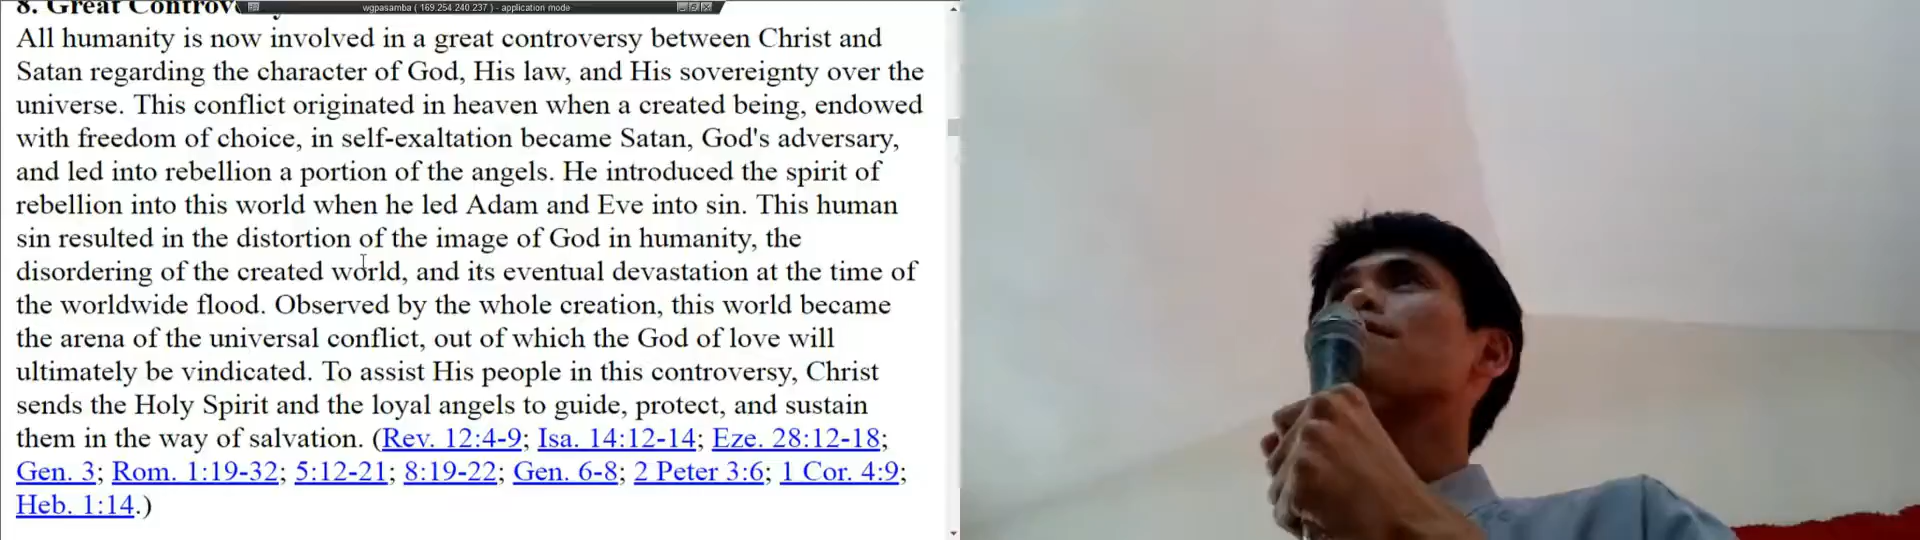 8. Great
wgpasamba ( 169.254.240.237 ) - application mode
All humanity is now involved in a great controversy between Christ and
Satan regarding the character of God, His law, and His sovereignty over the
universe. This conflict originated in heaven when a created being, endowed
with freedom of choice, in self-exaltation became Satan, God's adversary,
and led into rebellion a portion of the angels. He introduced the spirit of
rebellion into this world when he led Adam and Eve into sin. This human
sin resulted in the distortion of the image of God in humanity, the
disordering of the created world, and its eventual devastation at the time of
the worldwide flood. Observed by the whole creation, this world became
the arena of the universal conflict, out of which the God of love will
ultimately be vindicated. To assist His people in this controversy, Christ
sends the Holy Spirit and the loyal angels to guide, protect, and sustain
them in the way of salvation. (Rev. 12:4-9; Isa. 14:12-14; Eze. 28:12-18;
Gen. 3; Rom. 1:19-32; 5:12-21; 8:19-22; Gen. 6-8; 2 Peter 3:6; 1 Cor. 4:9;
Heb. 1:14.)